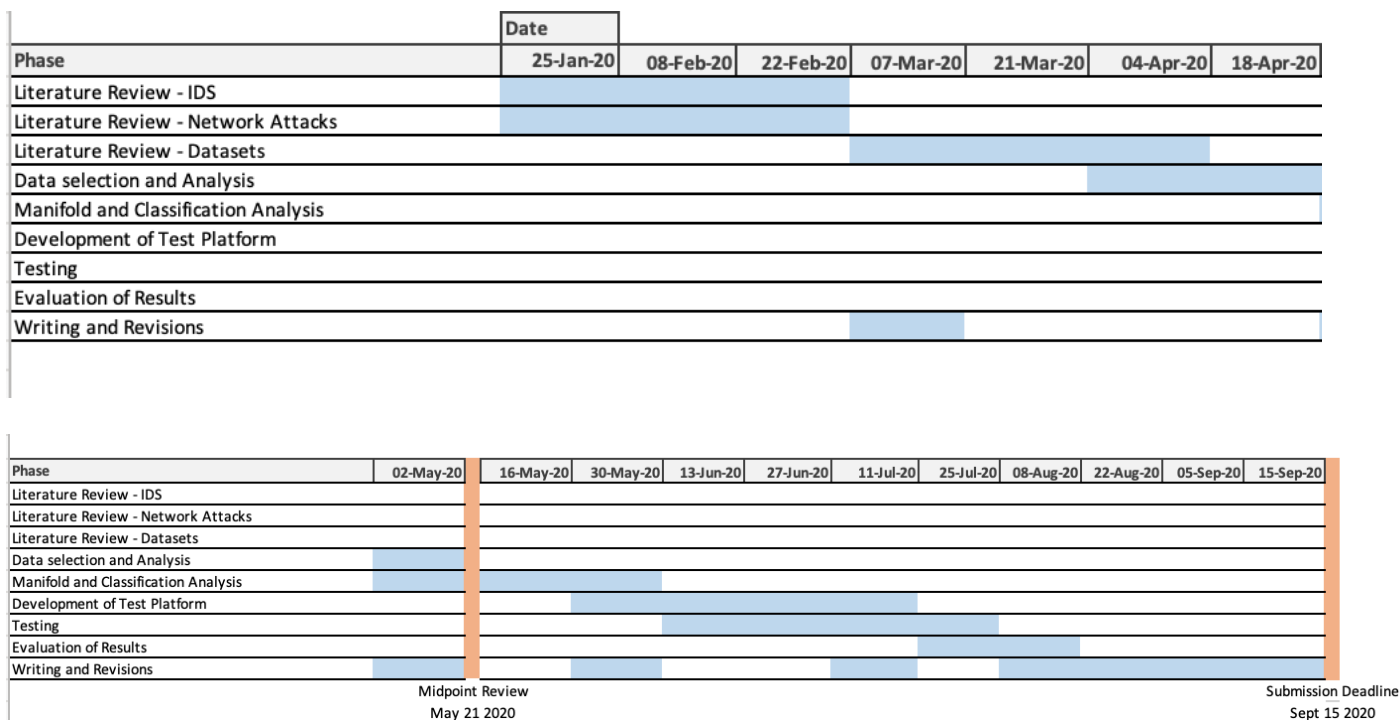 Date
Phase 25-Jan-20 08-Feb-20 22-Feb-20 07-Mar-20 21-Mar-20 04-Apr-20 18-Apr-20
Literature Review - IDS
Literature Review - Network Attacks
Literature Review - Datasets
Data selection and Analysis
Manifold and Classification Analysis
Development of Test Platform
Testing
Evaluation of Results
Writing and Revisions
Phase 02-May-20 16-May-20 30-May-20 13-Jun-20 27-Jun-20 11-Jul-20 25-Jul-20 08-Aug-20 22-Aug-20 05-Sep-20 15-Sep-20
Literature Review - IDS
Literature Review - Network Attacks
Literature Review - Datasets
Data selection and Analysis
Manifold and Classification Analysis
Development of Test Platform
Testing
Evaluation of Results
Writing and Revisions
Midpoint Review Submission Deadline
May 21 2020 Sept 15 2020